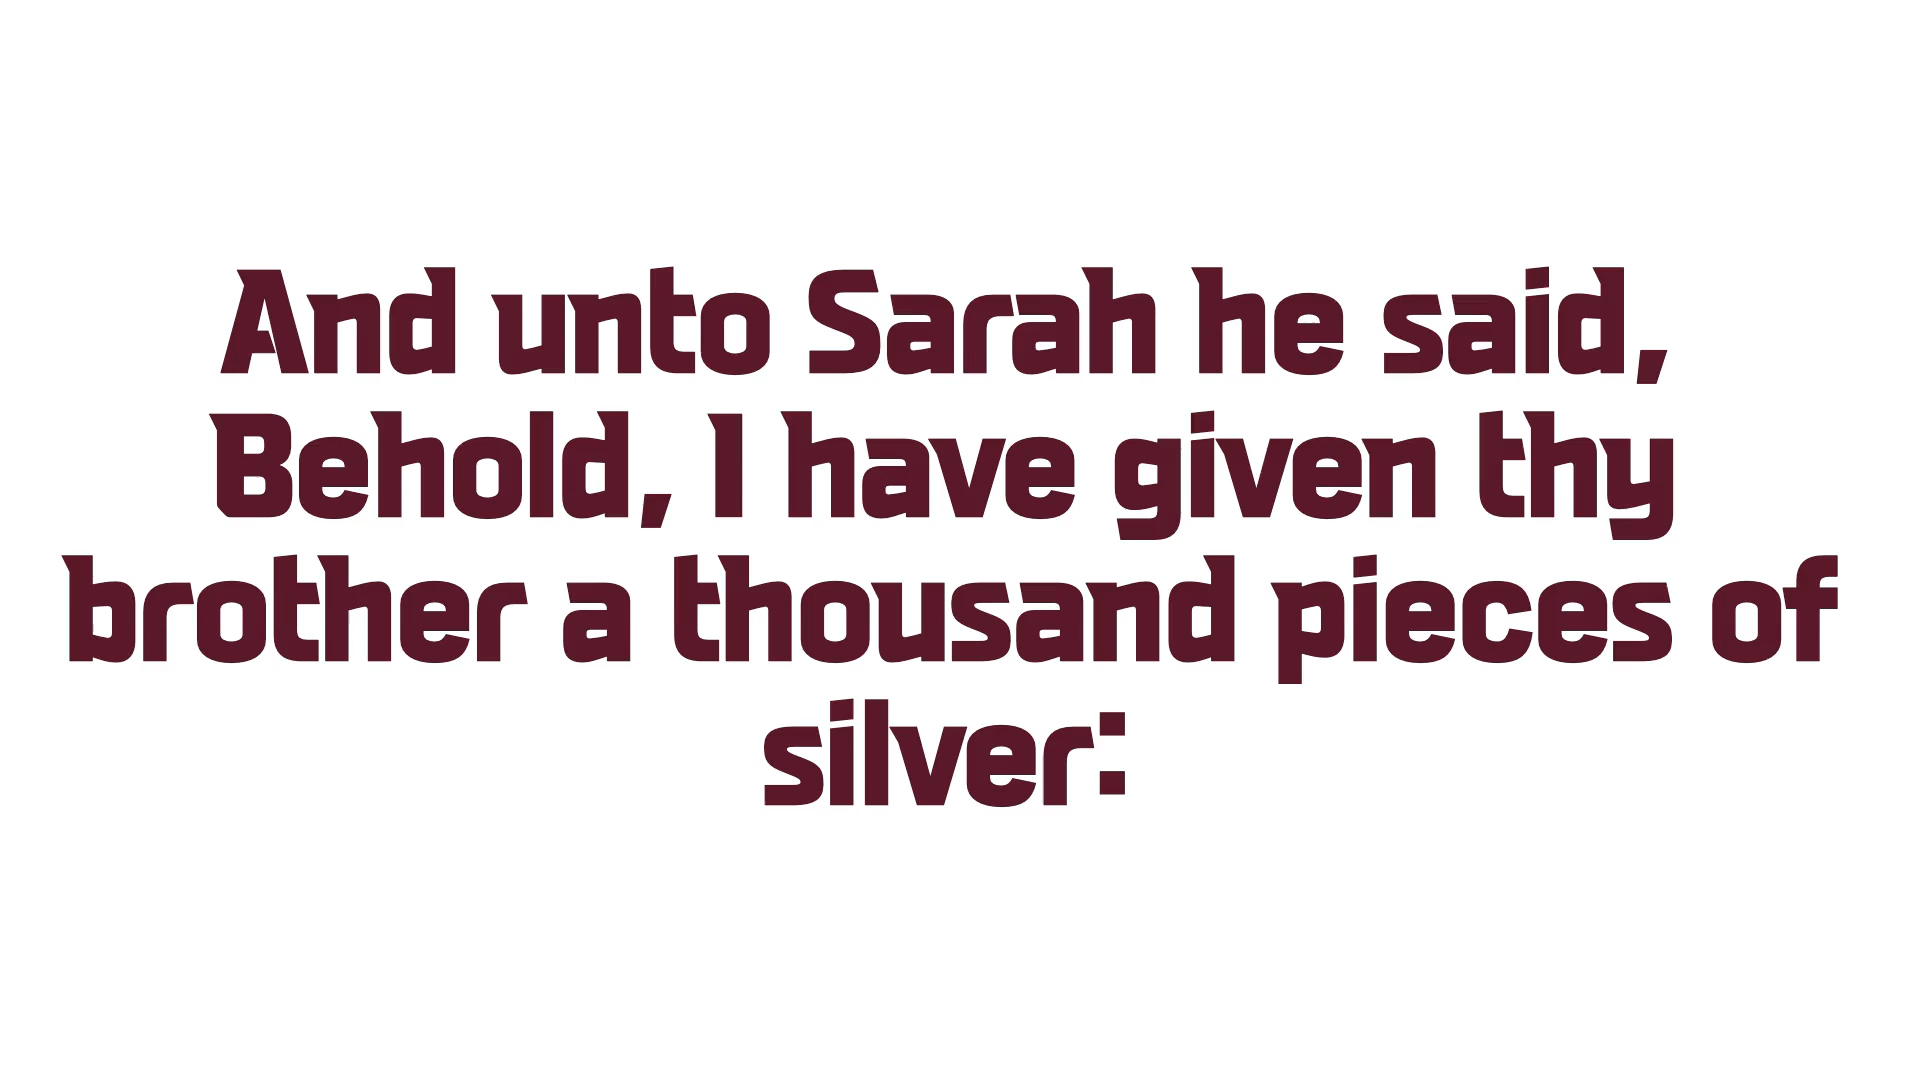 And unto Sarah he said,
Behold, I have given thy
brother a thousand pieces of
silver: